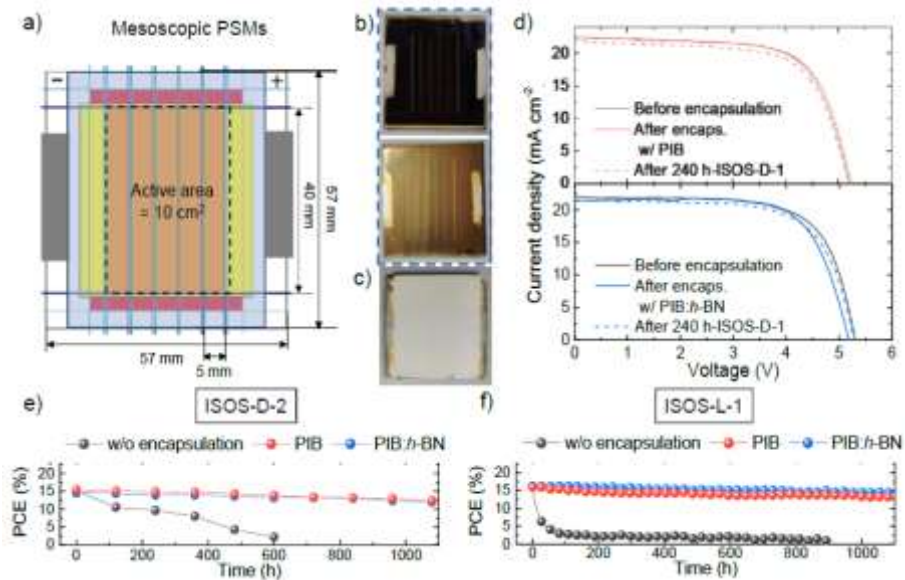 a)
Mesoscopic PSMs
−
+
Active area
= 10 cm²
40 mm
57 mm
57 mm
5 mm
b)
c)
d)
Current density (mA cm⁻²)
25
20
15
10
5
0
Before encapsulation
After encaps.
w/ PIB
After 240 h-ISOS-D-1
20
15
10
5
0
Before encapsulation
After encaps.
w/ PIB:h-BN
After 240 h-ISOS-D-1
0 1 2 3 4 5 6
Voltage (V)
e)
ISOS-D-2
w/o encapsulation PIB PIB:h-BN
PCE (%)
20
15
10
5
0
0 200 400 600 800 1000
Time (h)
f)
ISOS-L-1
w/o encapsulation PIB PIB:h-BN
PCE (%)
20
15
10
5
0
0 200 400 600 800 1000
Time (h)